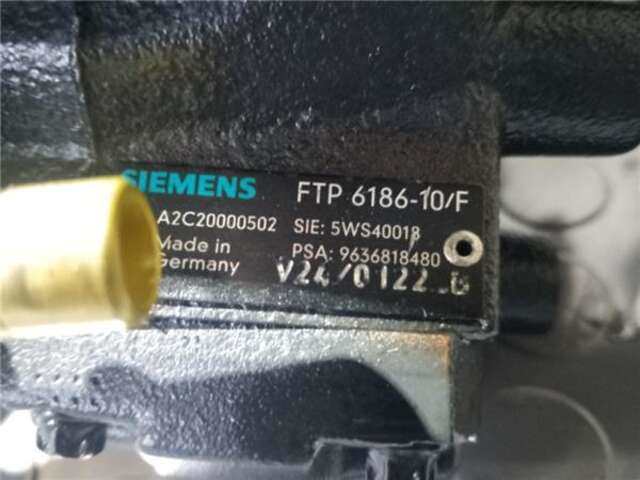 SIEMENS FTP 6186-10/F
A2C20000502 SIE: 5WS40018
Made in PSA: 9636818480
Germany V24/0122